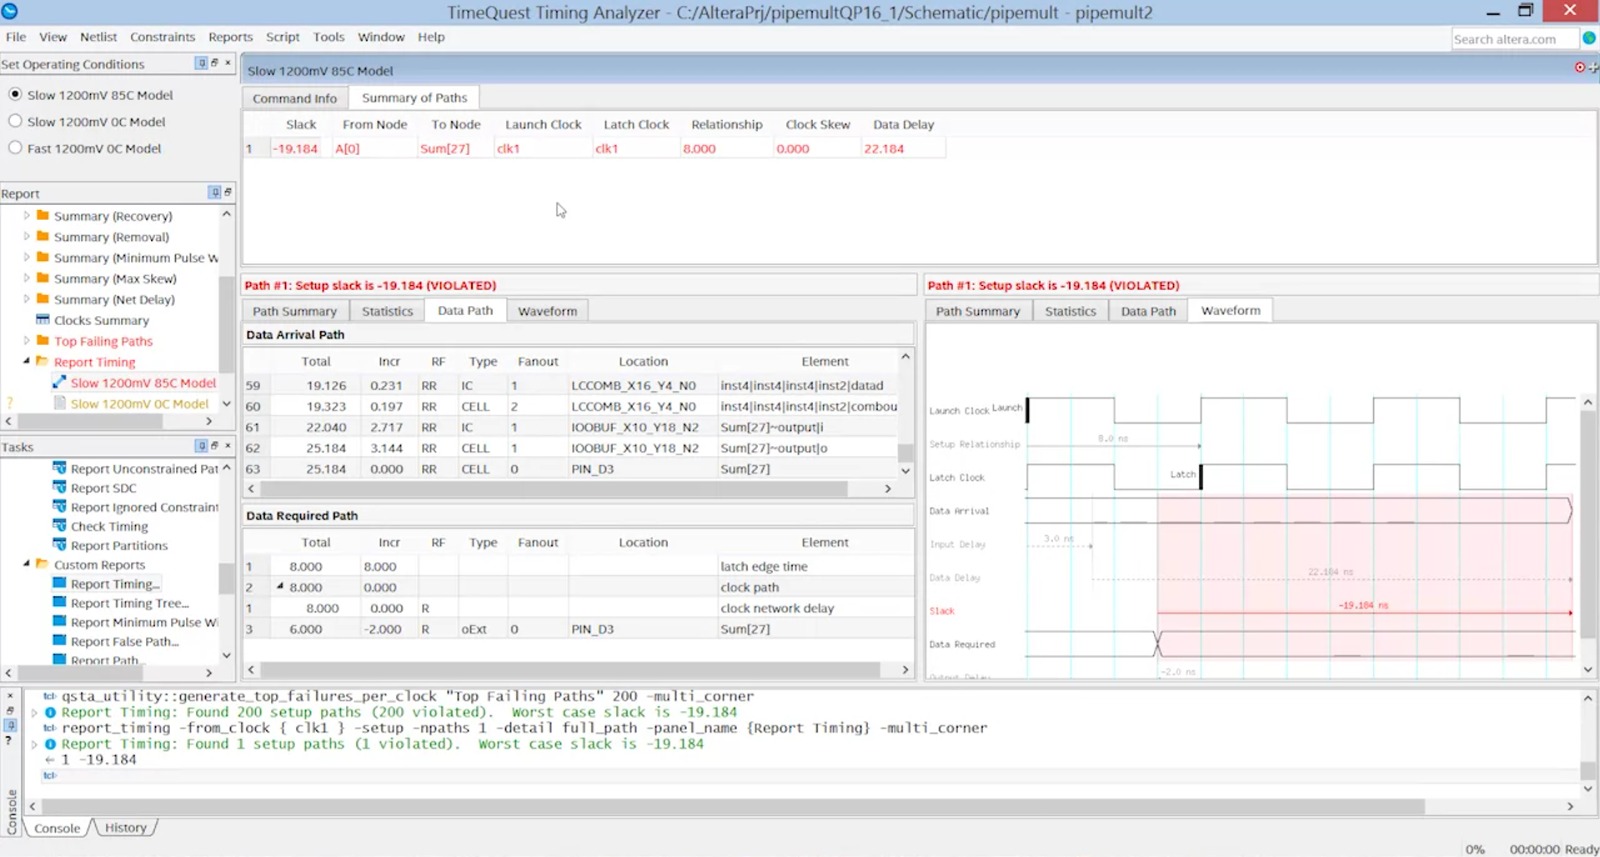 TimeQuest Timing Analyzer - C:/AlteraPrj/pipemultQP16_1/Schematic/pipemult - pipemult2
File View Netlist Constraints Reports Script Tools Window Help
Search altera.com
Set Operating Conditions
Slow 1200mV 85C Model
Slow 1200mV 0C Model
Fast 1200mV 0C Model
Report
Summary (Recovery)
Summary (Removal)
Summary (Minimum Pulse W
Summary (Max Skew)
Summary (Net Delay)
Clocks Summary
Top Failing Paths
Report Timing
Slow 1200mV 85C Model
? Slow 1200mV 0C Model
Tasks
Report Unconstrained Pat
Report SDC
Report Ignored Constraint
Check Timing
Report Partitions
Custom Reports
Report Timing...
Report Timing Tree...
Report Minimum Pulse Wi
Report False Path...
Report Path...
Slow 1200mV 85C Model
Command Info Summary of Paths
Slack From Node To Node Launch Clock Latch Clock Relationship Clock Skew Data Delay
1 -19.184 A[0] Sum[27] clk1 clk1 8.000 0.000 22.184
Path #1: Setup slack is -19.184 (VIOLATED)
Path Summary Statistics Data Path Waveform
Data Arrival Path
Total Incr RF Type Fanout Location Element
59 19.126 0.231 RR IC 1 LCCOMB_X16_Y4_N0 inst4|inst4|inst4|inst2|datad
60 19.323 0.197 RR CELL 2 LCCOMB_X16_Y4_N0 inst4|inst4|inst4|inst2|combou
61 22.040 2.717 RR IC 1 IOOBUF_X10_Y18_N2 Sum[27]~output|i
62 25.184 3.144 RR CELL 1 IOOBUF_X10_Y18_N2 Sum[27]~output|o
63 25.184 0.000 RR CELL 0 PIN_D3 Sum[27]
Data Required Path
Total Incr RF Type Fanout Location Element
1 8.000 8.000 latch edge time
2 8.000 0.000 clock path
1 8.000 0.000 R clock network delay
3 6.000 -2.000 R oExt 0 PIN_D3 Sum[27]
Path #1: Setup slack is -19.184 (VIOLATED)
Path Summary Statistics Data Path Waveform
Launch Clock Launch
Setup Relationship 8.0 ns
Latch Clock Latch
Data Arrival
Input Delay 3.0 ns
Data Delay 22.184 ns
Slack -19.184 ns
Data Required
Output Delay -2.0 ns
tcl> qsta_utility::generate_top_failures_per_clock "Top Failing Paths" 200 -multi_corner
Report Timing: Found 200 setup paths (200 violated). Worst case slack is -19.184
tcl> report_timing -from_clock { clk1 } -setup -npaths 1 -detail full_path -panel_name {Report Timing} -multi_corner
Report Timing: Found 1 setup paths (1 violated). Worst case slack is -19.184
1 -19.184
tcl>
Console
Console History
0% 00:00:00 Ready